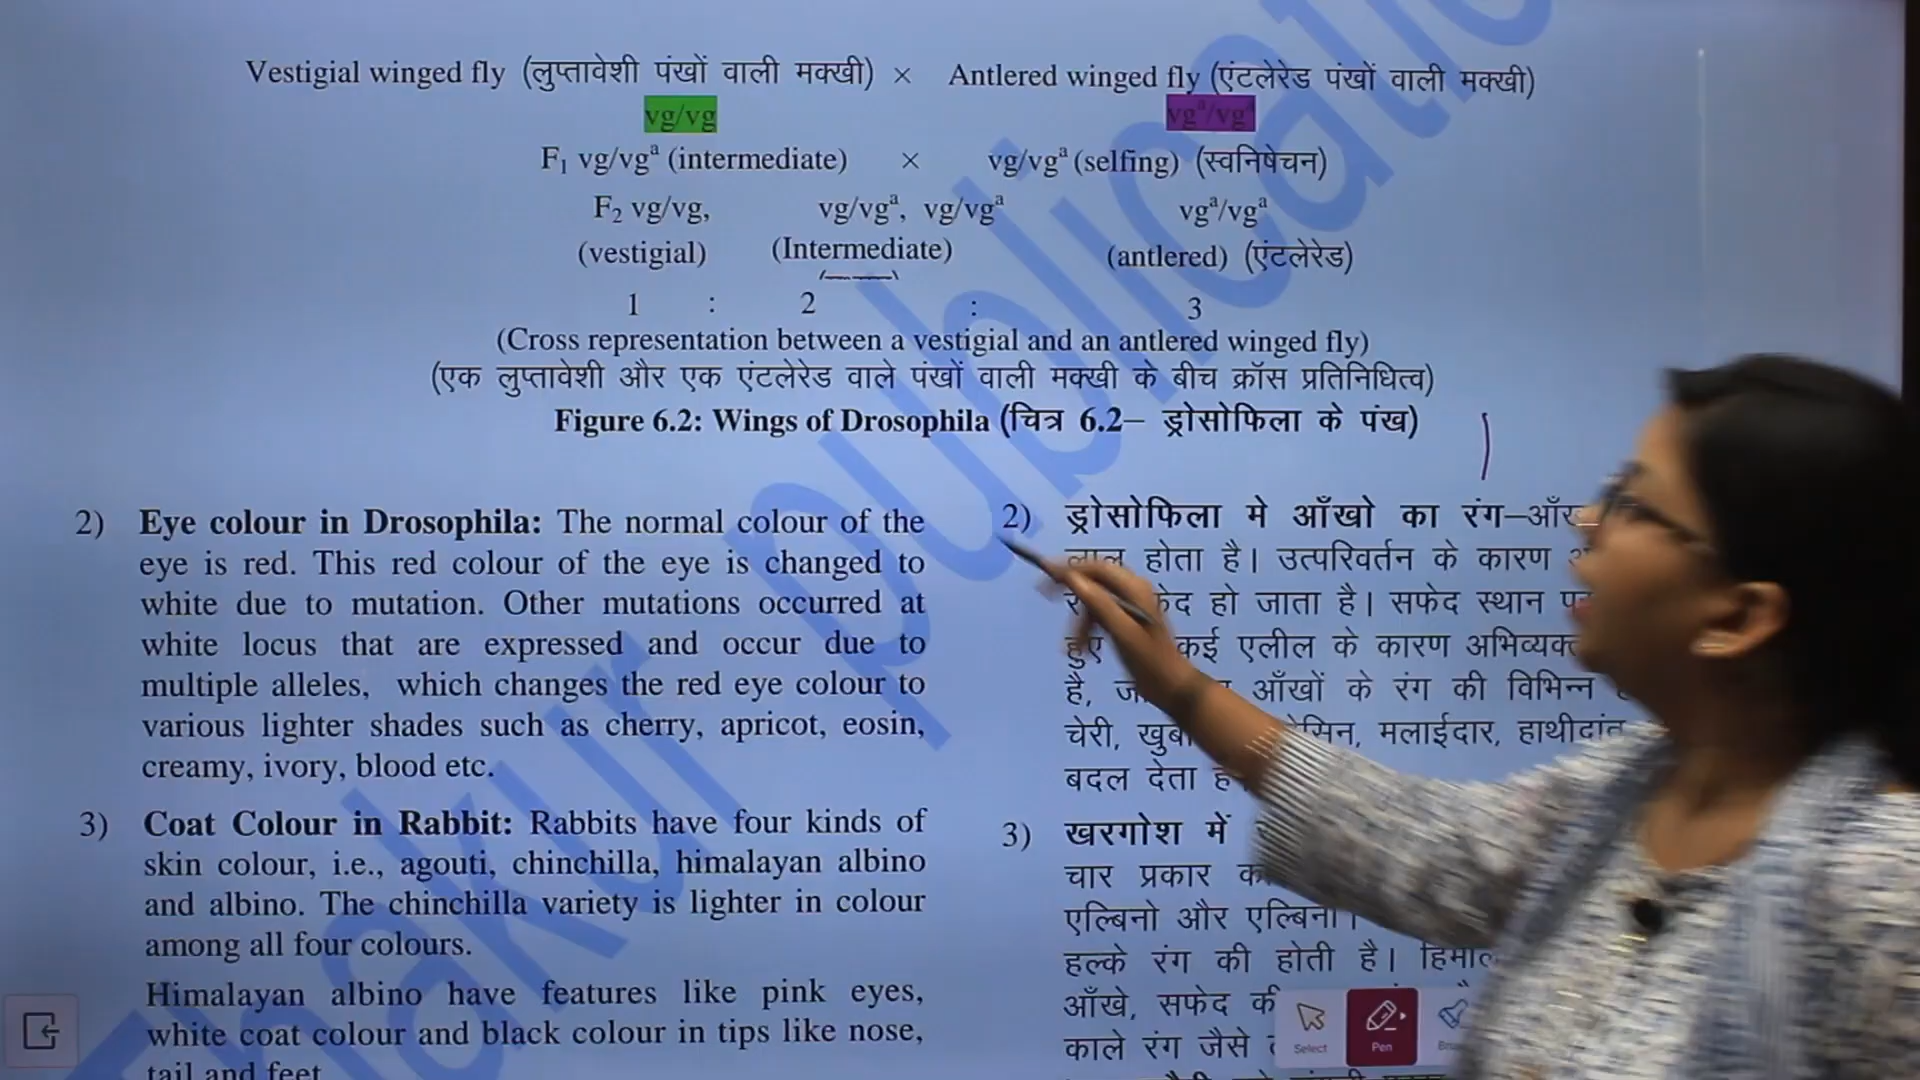 Vestigial winged fly (लुप्तावेशी पंखों वाली मक्खी) × Antlered winged fly (एंटलेरेड पंखों वाली मक्खी)
vg/vg vgᵃ/vg
F₁ vg/vgᵃ (intermediate) × vg/vgᵃ (selfing) (स्वनिषेचन)
F₂ vg/vg, vg/vgᵃ, vg/vgᵃ vgᵃ/vgᵃ
(vestigial) (Intermediate) (antlered) (एंटलेरेड)
1 : 2 : 3
(Cross representation between a vestigial and an antlered winged fly)
(एक लुप्तावेशी और एक एंटलेरेड वाले पंखों वाली मक्खी के बीच क्रॉस प्रतिनिधित्व)
Figure 6.2: Wings of Drosophila (चित्र 6.2– ड्रोसोफिला के पंख)
2) Eye colour in Drosophila: The normal colour of the
eye is red. This red colour of the eye is changed to
white due to mutation. Other mutations occurred at
white locus that are expressed and occur due to
multiple alleles, which changes the red eye colour to
various lighter shades such as cherry, apricot, eosin,
creamy, ivory, blood etc.
3) Coat Colour in Rabbit: Rabbits have four kinds of
skin colour, i.e., agouti, chinchilla, himalayan albino
and albino. The chinchilla variety is lighter in colour
among all four colours.
Himalayan albino have features like pink eyes,
white coat colour and black colour in tips like nose,
tail and feet
2) ड्रोसोफिला मे आँखो का रंग–
लाल होता है। उत्परिवर्तन के कारण
हो जाता है। सफेद स्थान
हुए कई एलील के कारण
है, आँखों के रंग की विभिन्न
चेरी, मलाईदार, हाथीदांत
बदल देता
3) खरगोश में
चार प्रकार
एल्बिनो और एल्बिनो।
हल्के रंग की होती है।
आँखे, सफेद
काले रंग जैसे
Select Pen
Thakur publication